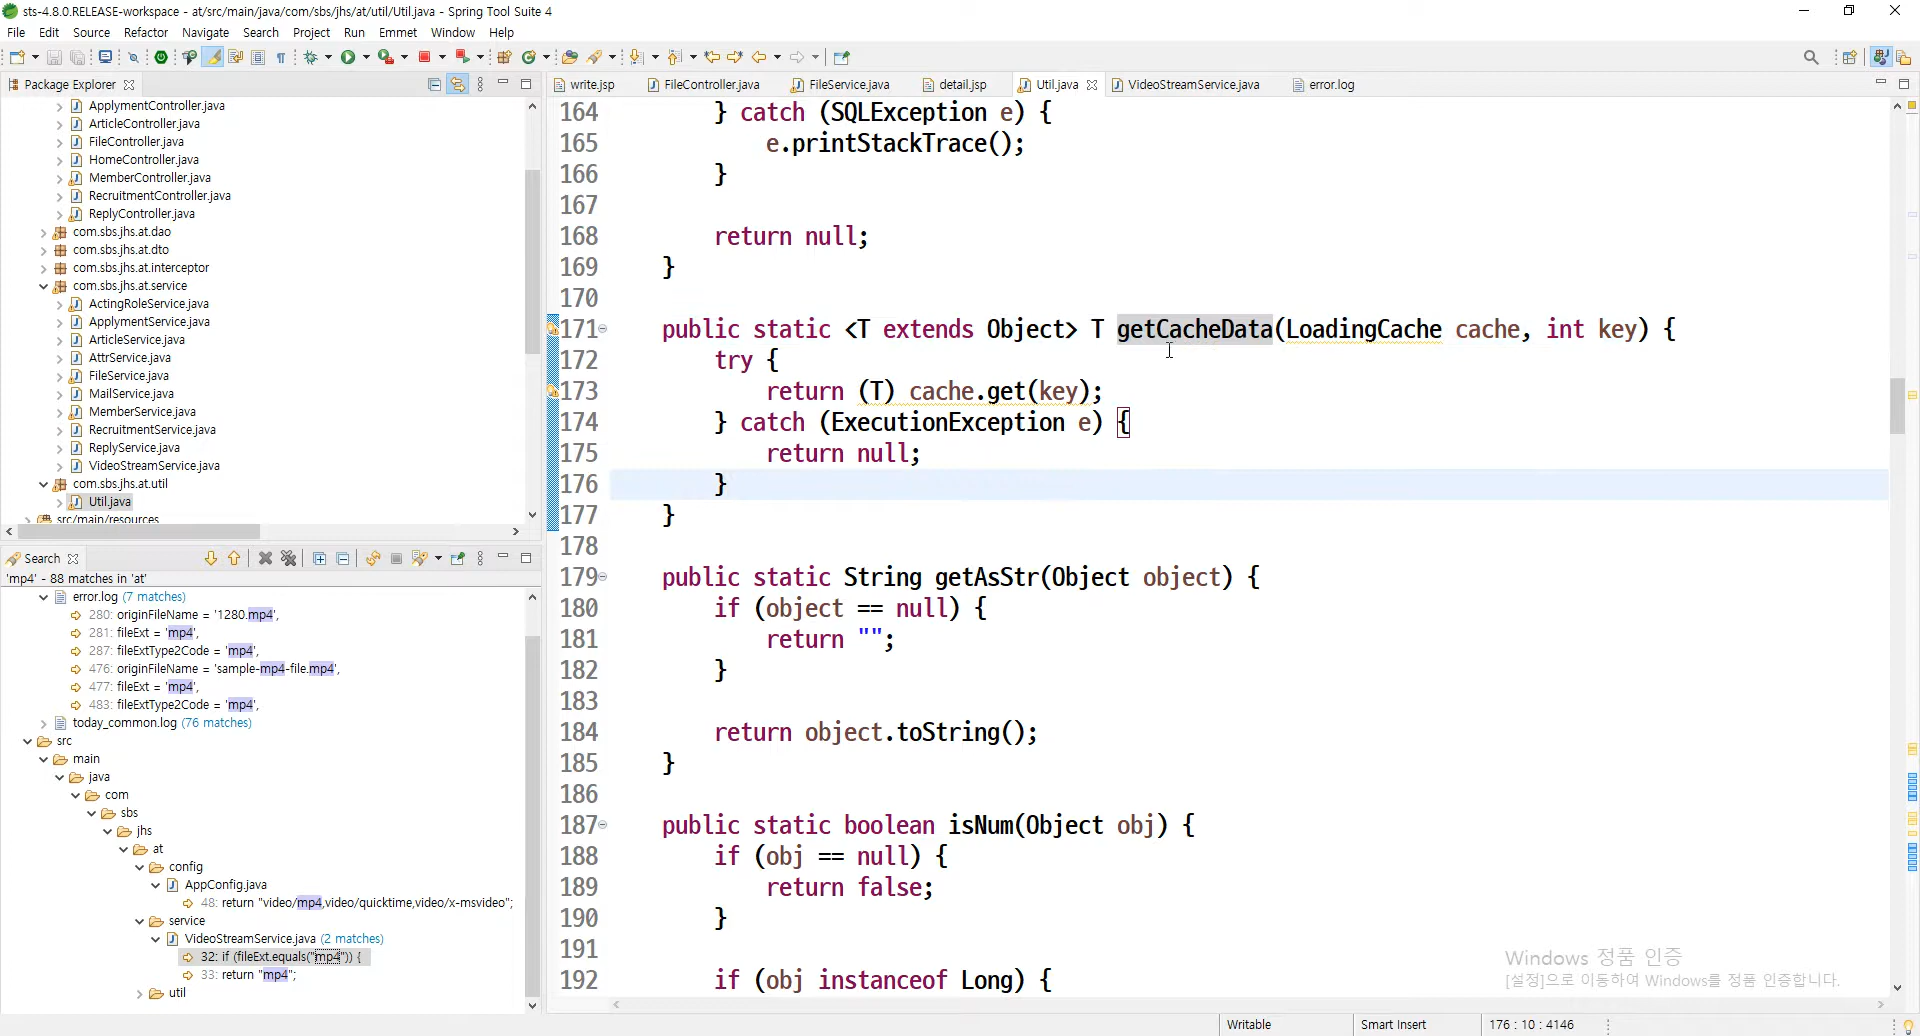 sts-4.8.0.RELEASE-workspace - at/src/main/java/com/sbs/jhs/at/util/Util.java - Spring Tool Suite 4
File Edit Source Refactor Navigate Search Project Run Emmet Window Help
Package Explorer
ApplymentController.java
ArticleController.java
FileController.java
HomeController.java
MemberController.java
RecruitmentController.java
ReplyController.java
com.sbs.jhs.at.dao
com.sbs.jhs.at.dto
com.sbs.jhs.at.interceptor
com.sbs.jhs.at.service
ActingRoleService.java
ApplymentService.java
ArticleService.java
AttrService.java
FileService.java
MailService.java
MemberService.java
RecruitmentService.java
ReplyService.java
VideoStreamService.java
com.sbs.jhs.at.util
Util.java
src/main/resources
Search
'mp4' - 88 matches in 'at'
error.log (7 matches)
280: originFileName = '1280.mp4',
281: fileExt = 'mp4',
287: fileExtType2Code = 'mp4',
476: originFileName = 'sample-mp4-file.mp4',
477: fileExt = 'mp4',
483: fileExtType2Code = 'mp4',
today_common.log (76 matches)
src
main
java
com
sbs
jhs
at
config
AppConfig.java
48: return "video/mp4,video/quicktime,video/x-msvideo";
service
VideoStreamService.java (2 matches)
32: if (fileExt.equals("mp4")) {
33: return "mp4";
util
write.jsp FileController.java FileService.java detail.jsp Util.java VideoStreamService.java error.log
164 } catch (SQLException e) {
165 e.printStackTrace();
166 }
167
168 return null;
169 }
170
171 public static <T extends Object> T getCacheData(LoadingCache cache, int key) {
172 try {
173 return (T) cache.get(key);
174 } catch (ExecutionException e) {
175 return null;
176 }
177 }
178
179 public static String getAsStr(Object object) {
180 if (object == null) {
181 return "";
182 }
183
184 return object.toString();
185 }
186
187 public static boolean isNum(Object obj) {
188 if (obj == null) {
189 return false;
190 }
191
192 if (obj instanceof Long) {
Windows 정품 인증
[설정]으로 이동하여 Windows를 정품 인증합니다.
Writable Smart Insert 176 : 10 : 4146